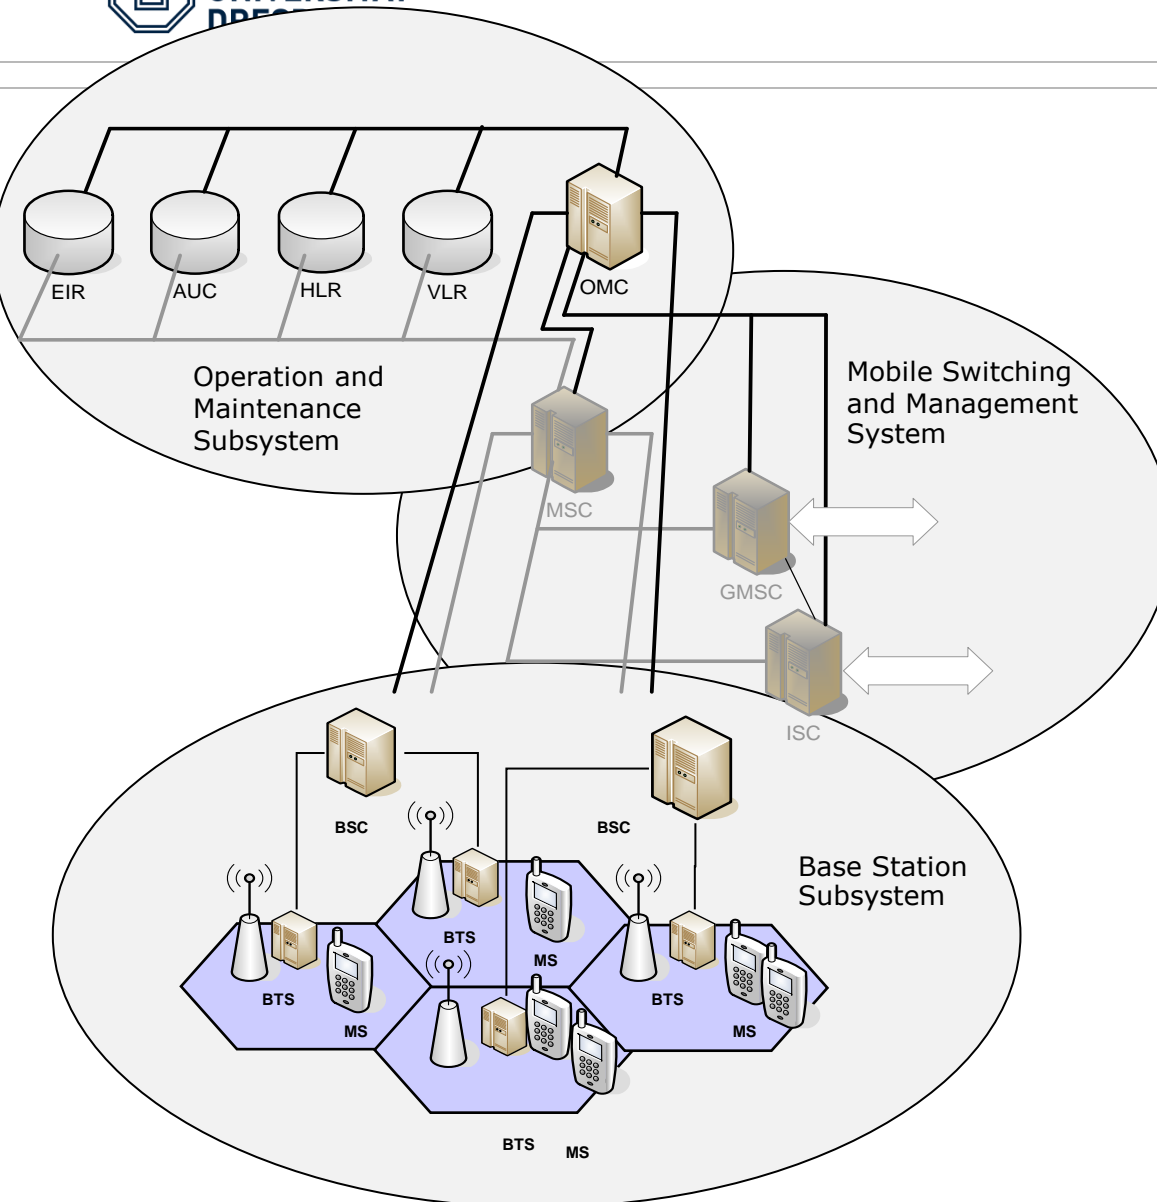 EIR
AUC
HLR
VLR
OMC
Operation and
Maintenance
Subsystem
Mobile Switching
and Management
System
MSC
GMSC
ISC
BSC
BSC
Base Station
Subsystem
BTS
MS
BTS
MS
BTS
MS
BTS
MS